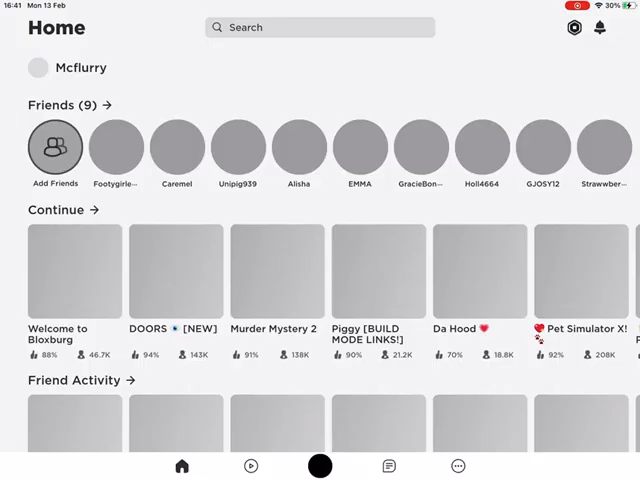 16:41 Mon 13 Feb
30%
Home
Search
Mcflurry
Friends (9) →
Add Friends
Footygirle...
Caremel
Unipig939
Alisha
EMMA
GracieBon...
Holl4664
GJOSY12
Strawwber...
Continue →
Welcome to
Bloxburg
88% 46.7K
DOORS 👁 [NEW]
94% 143K
Murder Mystery 2
91% 138K
Piggy [BUILD
MODE LINKS!]
90% 21.2K
Da Hood 💗
70% 18.8K
💖 Pet Simulator X!
🐾
92% 208K
Friend Activity →